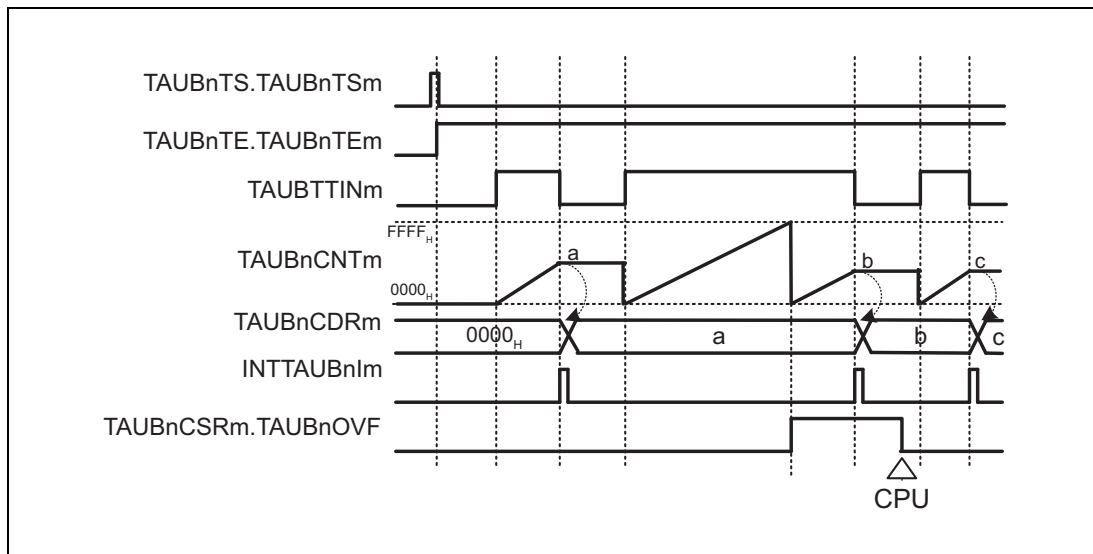 TAUBnTS.TAUBnTSm
TAUBnTE.TAUBnTEm
TAUBTTINm
FFFFH
TAUBnCNTm
a
b
c
0000H
TAUBnCDRm
0000H
a
b
c
INTTAUBnIm
TAUBnCSRm.TAUBnOVF
CPU